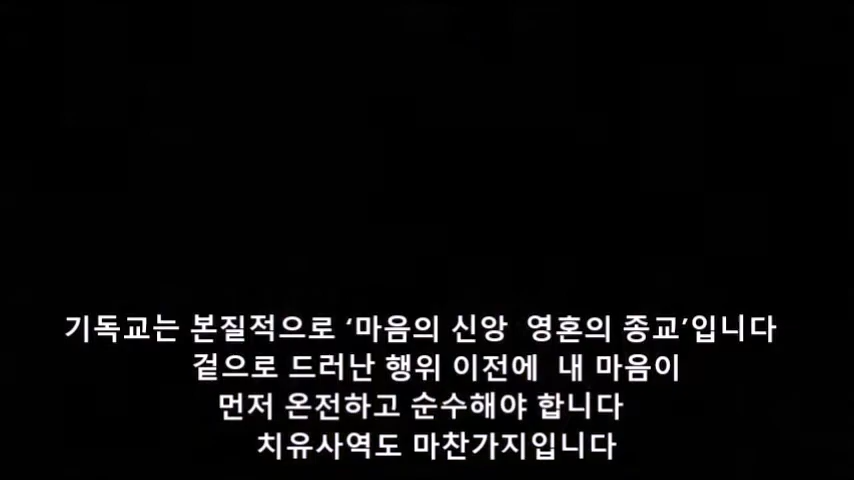 기독교는 본질적으로 ‘마음의 신앙 영혼의 종교’입니다
겉으로 드러난 행위 이전에 내 마음이
먼저 온전하고 순수해야 합니다
치유사역도 마찬가지입니다